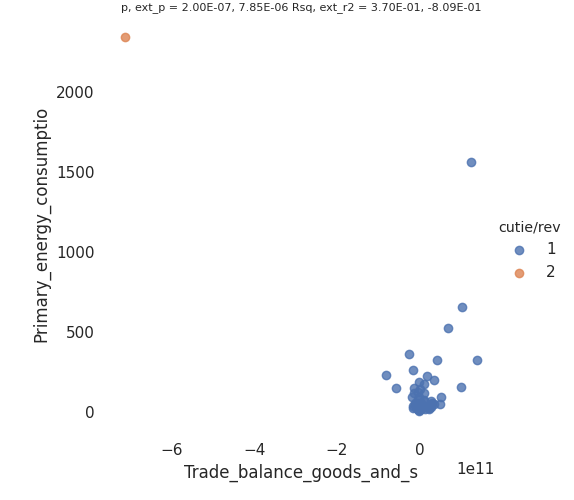 p, ext_p = 2.00E-07, 7.85E-06 Rsq, ext_r2 = 3.70E-01, -8.09E-01
2000
1500
1000
500
0
Primary_energy_consumptio
cutie/rev
1
2
−6
−4
−2
0
1e11
Trade_balance_goods_and_s